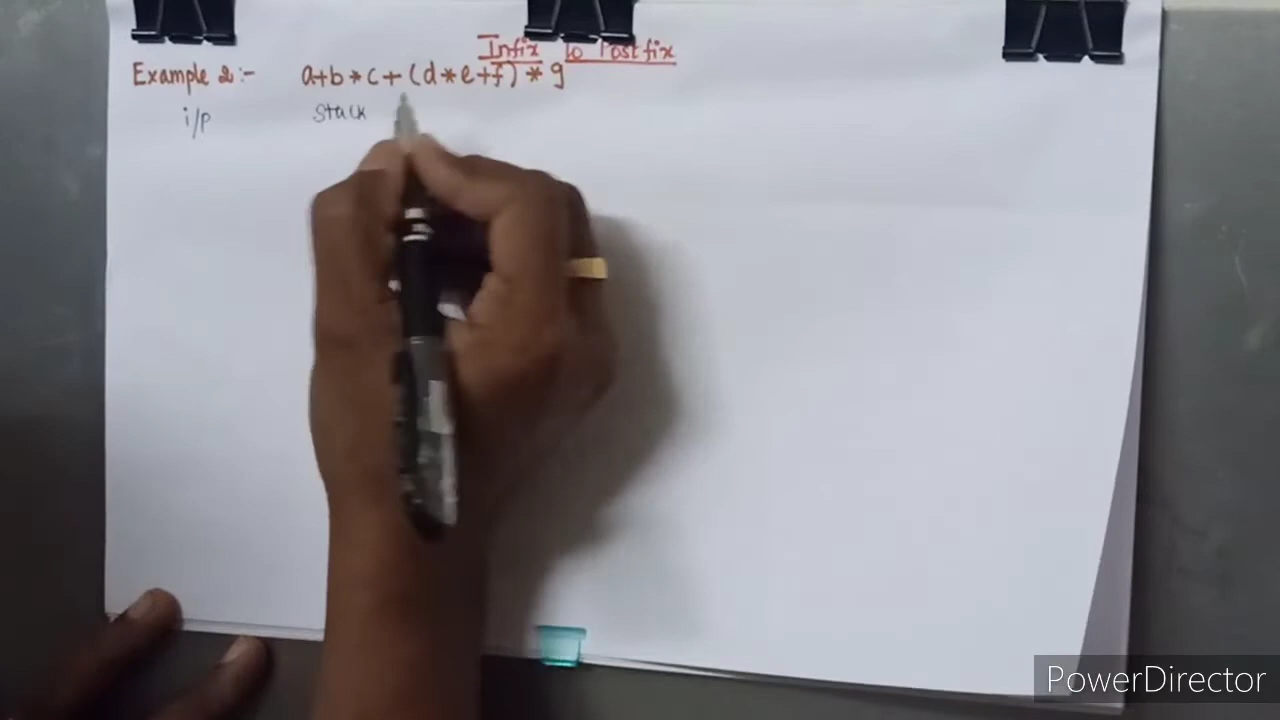 Infix to Postfix
Example 2:- a+b*c+(d*e+f)*g
i/p Stack
PowerDirector